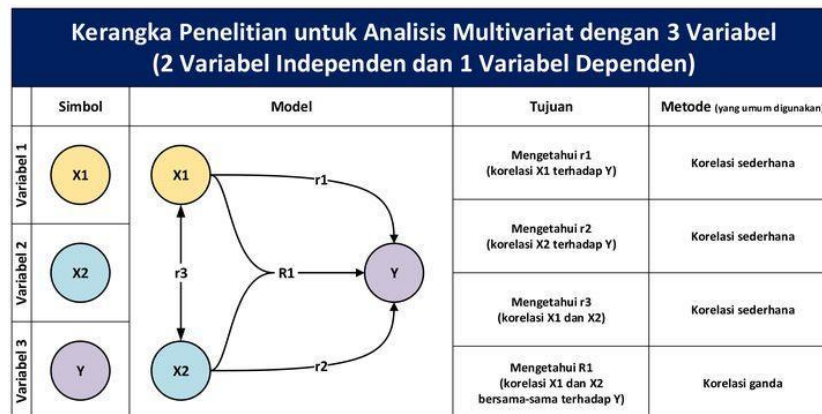 Kerangka Penelitian untuk Analisis Multivariat dengan 3 Variabel
(2 Variabel Independen dan 1 Variabel Dependen)
Simbol
Model
Tujuan
Metode (yang umum digunakan)
Variabel 1
X1
Variabel 2
X2
Variabel 3
Y
X1
r1
r3
R1
Y
X2
r2
Mengetahui r1
(korelasi X1 terhadap Y)
Korelasi sederhana
Mengetahui r2
(korelasi X2 terhadap Y)
Korelasi sederhana
Mengetahui r3
(korelasi X1 dan X2)
Korelasi sederhana
Mengetahui R1
(korelasi X1 dan X2
bersama-sama terhadap Y)
Korelasi ganda